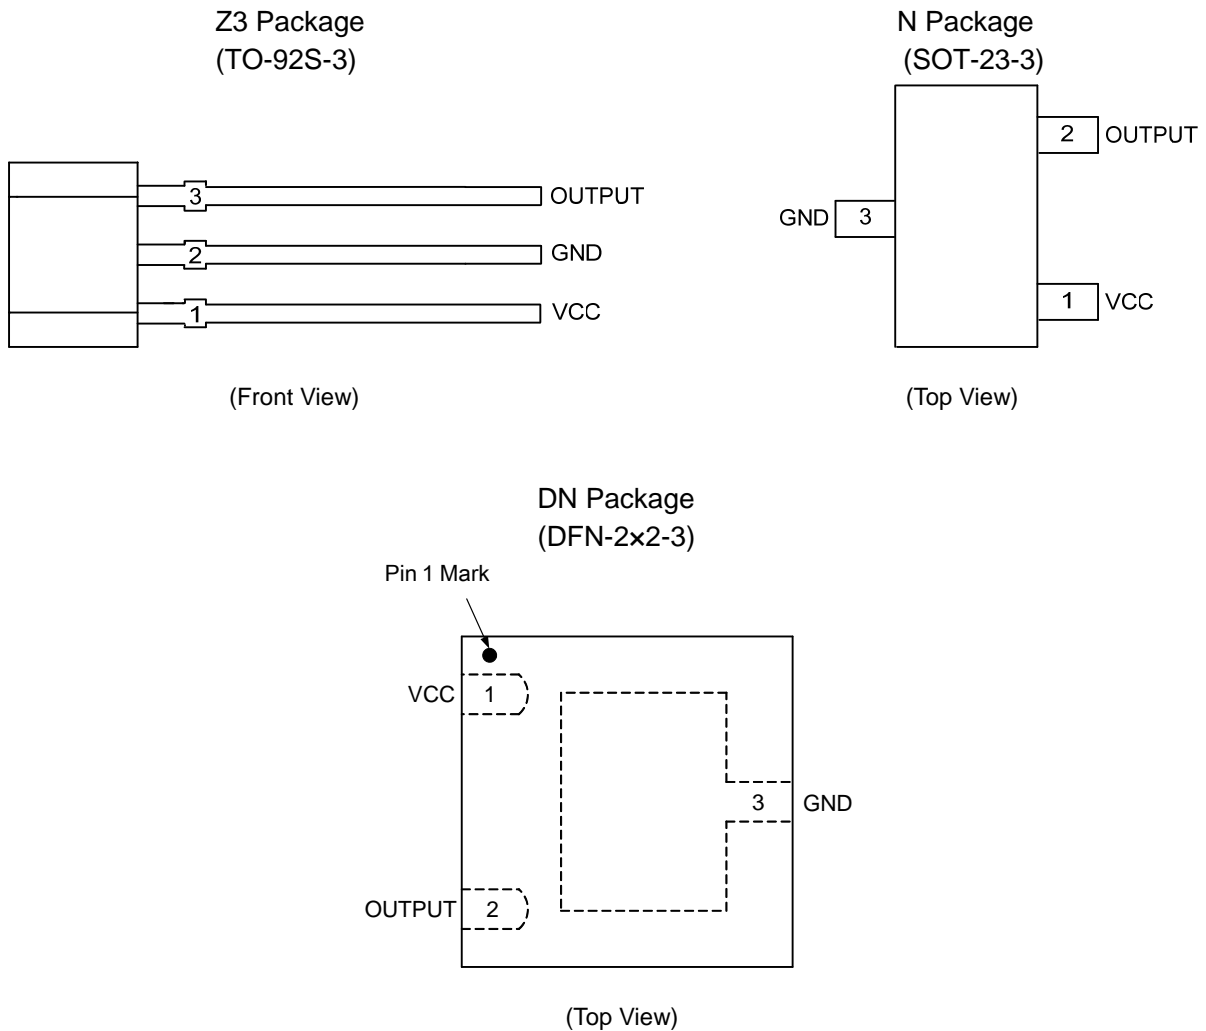 Z3 Package
(TO-92S-3)
3
OUTPUT
2
GND
1
VCC
(Front View)
N Package
(SOT-23-3)
2
OUTPUT
GND
3
1
VCC
(Top View)
DN Package
(DFN-2×2-3)
Pin 1 Mark
VCC
1
3
GND
OUTPUT
2
(Top View)